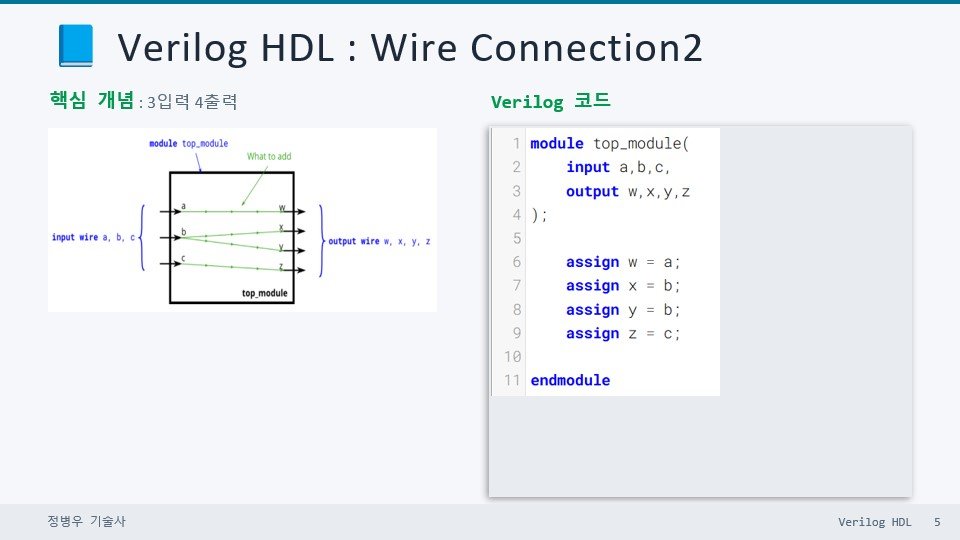 Verilog HDL : Wire Connection2
핵심 개념 : 3입력 4출력
module top_module
What to add
a
w
x
b
input wire a, b, c
y
output wire w, x, y, z
c
z
top_module
Verilog 코드
1 module top_module(
2 input a,b,c,
3 output w,x,y,z
4 );
5
6 assign w = a;
7 assign x = b;
8 assign y = b;
9 assign z = c;
10
11 endmodule
정병우 기술사
Verilog HDL 5